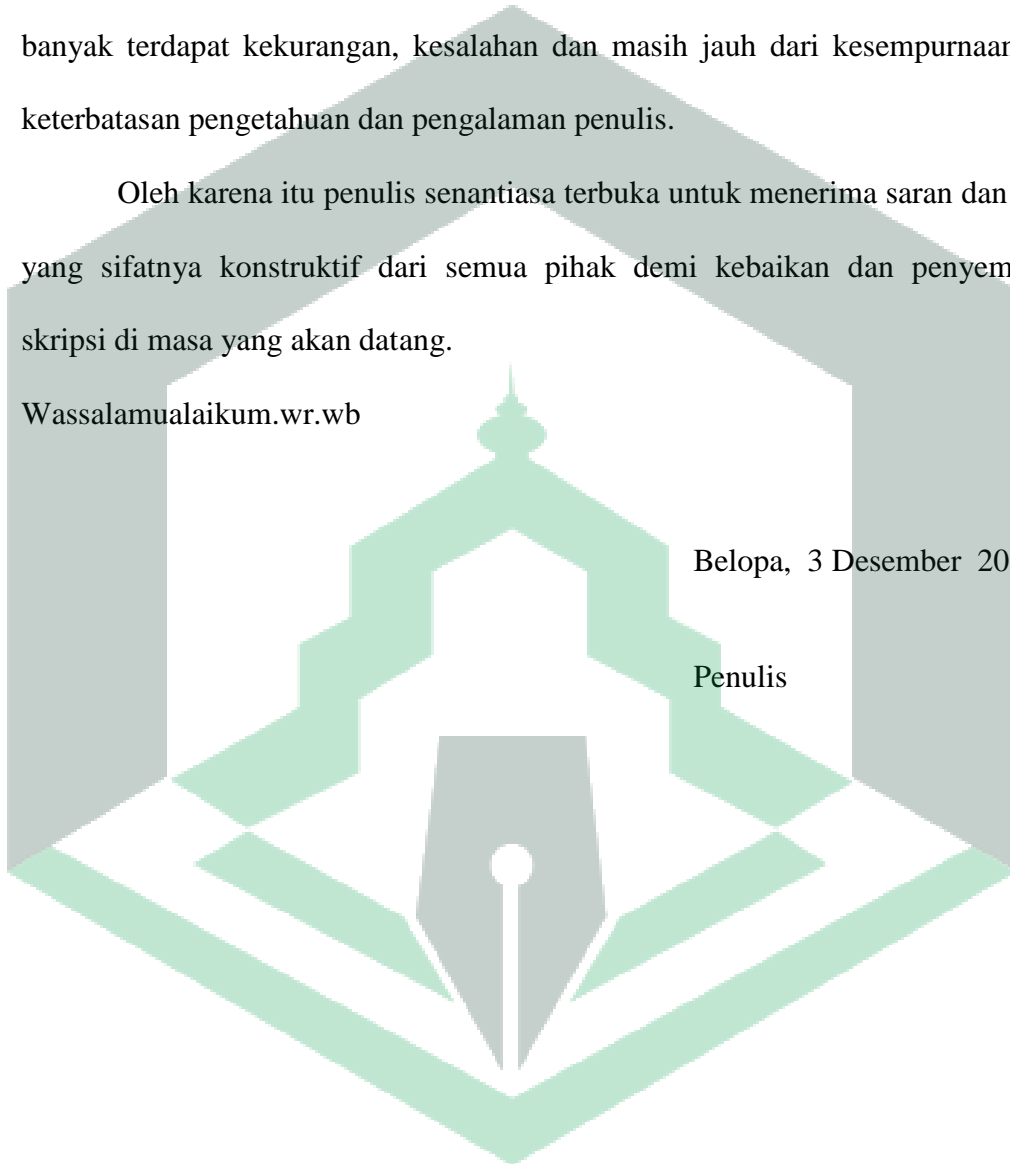 banyak terdapat kekurangan, kesalahan dan masih jauh dari kesempurnaan
keterbatasan pengetahuan dan pengalaman penulis.
Oleh karena itu penulis senantiasa terbuka untuk menerima saran dan
yang sifatnya konstruktif dari semua pihak demi kebaikan dan penyem
skripsi di masa yang akan datang.
Wassalamualaikum.wr.wb
Belopa, 3 Desember 20
Penulis